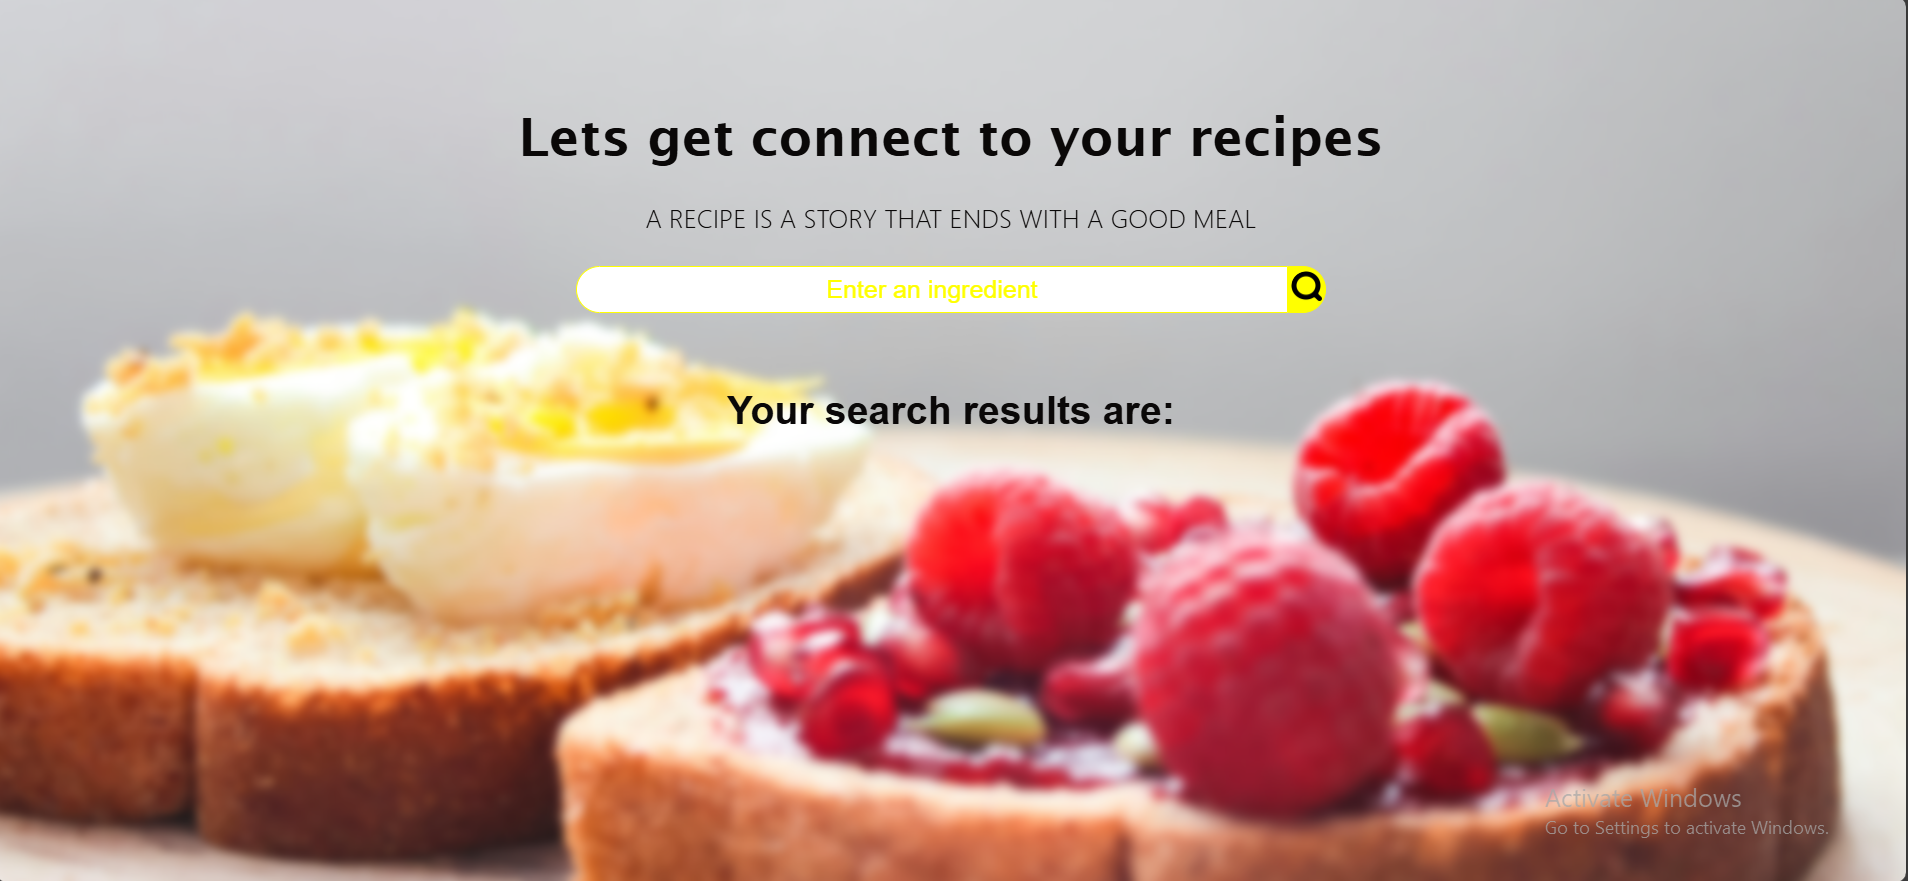 Lets get connect to your recipes
A RECIPE IS A STORY THAT ENDS WITH A GOOD MEAL
Enter an ingredient
Your search results are:
Activate Windows
Go to Settings to activate Windows.